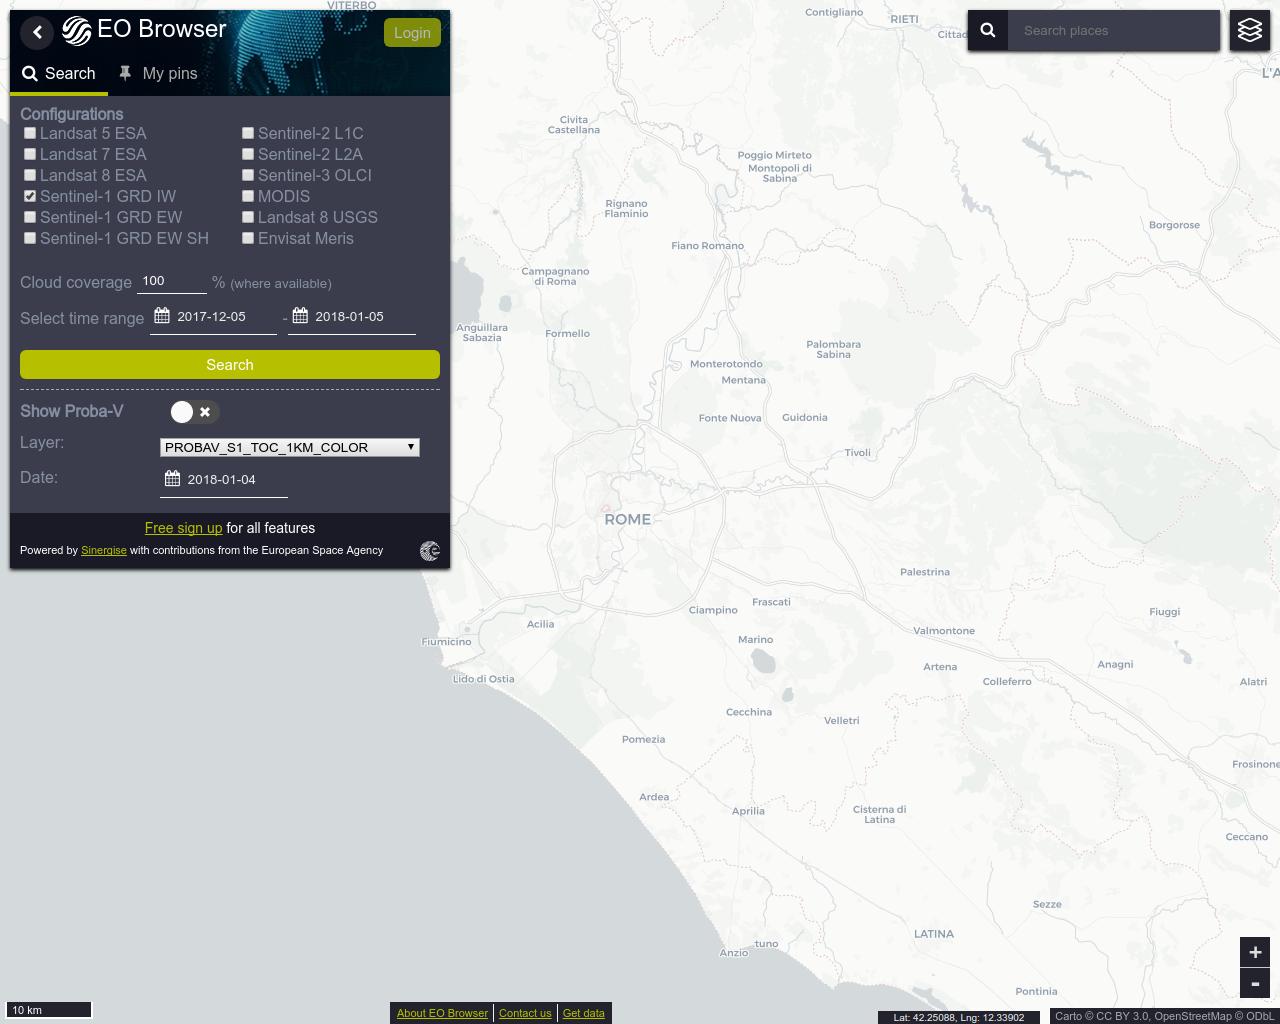 EO Browser
Login
Search
My pins
Configurations
Landsat 5 ESA
Landsat 7 ESA
Landsat 8 ESA
Sentinel-1 GRD IW
Sentinel-1 GRD EW
Sentinel-1 GRD EW SH
Sentinel-2 L1C
Sentinel-2 L2A
Sentinel-3 OLCI
MODIS
Landsat 8 USGS
Envisat Meris
Cloud coverage 100 % (where available)
Select time range 2017-12-05 - 2018-01-05
Search
Show Proba-V
Layer: PROBAV_S1_TOC_1KM_COLOR
Date: 2018-01-04
Free sign up for all features
Powered by Sinergise with contributions from the European Space Agency
Search places
VITERBO
Contigliano
RIETI
Cittad
L'A
Civita
Castellana
Poggio Mirteto
Montopoli di
Sabina
Rignano
Flaminio
Borgorose
Fiano Romano
Campagnano
di Roma
Anguillara
Sabazia
Formello
Palombara
Sabina
Monterotondo
Mentana
Fonte Nuova
Guidonia
Tivoli
ROME
Palestrina
Frascati
Ciampino
Fiuggi
Acilia
Valmontone
Fiumicino
Marino
Anagni
Artena
Lido di Ostia
Colleferro
Alatri
Cecchina
Velletri
Pomezia
Frosinone
Ardea
Aprilia
Cisterna di
Latina
Ceccano
Sezze
LATINA
tuno
Anzio
Pontinia
+
-
10 km
About EO Browser
Contact us
Get data
Lat: 42.25088, Lng: 12.33902
Carto © CC BY 3.0, OpenStreetMap © ODbL